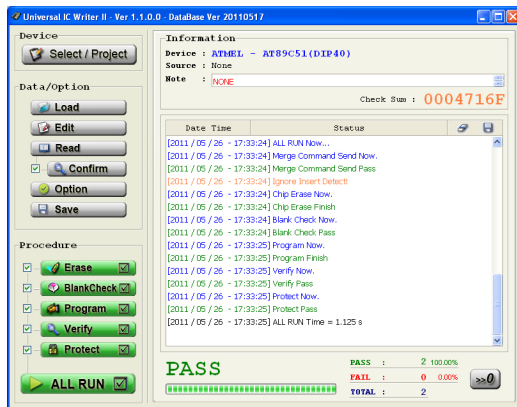 Universal IC Writer II - Ver 1.1.0.0 - DataBase Ver 20110517
Device
Select / Project
Data/Option
Load
Edit
Read
Confirm
Option
Save
Procedure
Erase
BlankCheck
Program
Verify
Protect
ALL RUN
Information
Device : ATMEL - AT89C51(DIP40)
Source : None
Note : NONE
Check Sum : 0004716F
Date Time Status
[2011 / 05 / 26 - 17:33:24] ALL RUN Now...
[2011 / 05 / 26 - 17:33:24] Merge Command Send Now.
[2011 / 05 / 26 - 17:33:24] Merge Command Send Pass
[2011 / 05 / 26 - 17:33:24] Ignore Insert Detect!
[2011 / 05 / 26 - 17:33:24] Chip Erase Now.
[2011 / 05 / 26 - 17:33:24] Chip Erase Finish
[2011 / 05 / 26 - 17:33:24] Blank Check Now.
[2011 / 05 / 26 - 17:33:24] Blank Check Pass
[2011 / 05 / 26 - 17:33:25] Program Now.
[2011 / 05 / 26 - 17:33:25] Program Finish
[2011 / 05 / 26 - 17:33:25] Verify Now.
[2011 / 05 / 26 - 17:33:25] Verify Pass
[2011 / 05 / 26 - 17:33:25] Protect Now.
[2011 / 05 / 26 - 17:33:25] Protect Pass
[2011 / 05 / 26 - 17:33:25] ALL RUN Time = 1.125 s
PASS
PASS : 2 100.00%
FAIL : 0 0.00%
TOTAL : 2
>>0